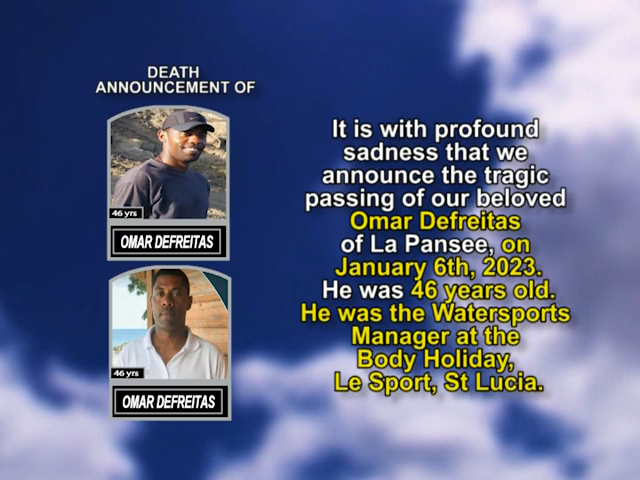 DEATH
ANNOUNCEMENT OF
46 yrs
OMAR DEFREITAS
46 yrs
OMAR DEFREITAS
It is with profound
sadness that we
announce the tragic
passing of our beloved
Omar Defreitas
of La Pansee, on
January 6th, 2023.
He was 46 years old.
He was the Watersports
Manager at the
Body Holiday,
Le Sport, St Lucia.